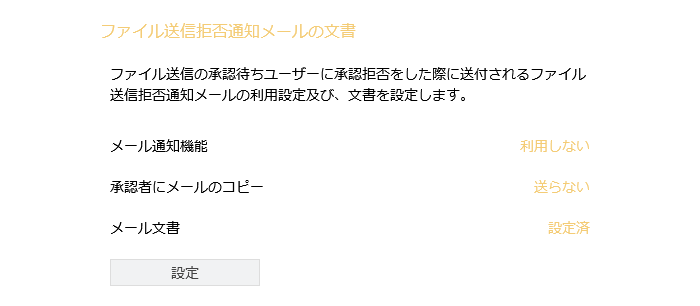 ファイル送信拒否通知メールの文書
ファイル送信の承認待ちユーザーに承認拒否をした際に送付されるファイル
送信拒否通知メールの利用設定及び、文書を設定します。
メール通知機能 利用しない
承認者にメールのコピー 送らない
メール文書 設定済
設定